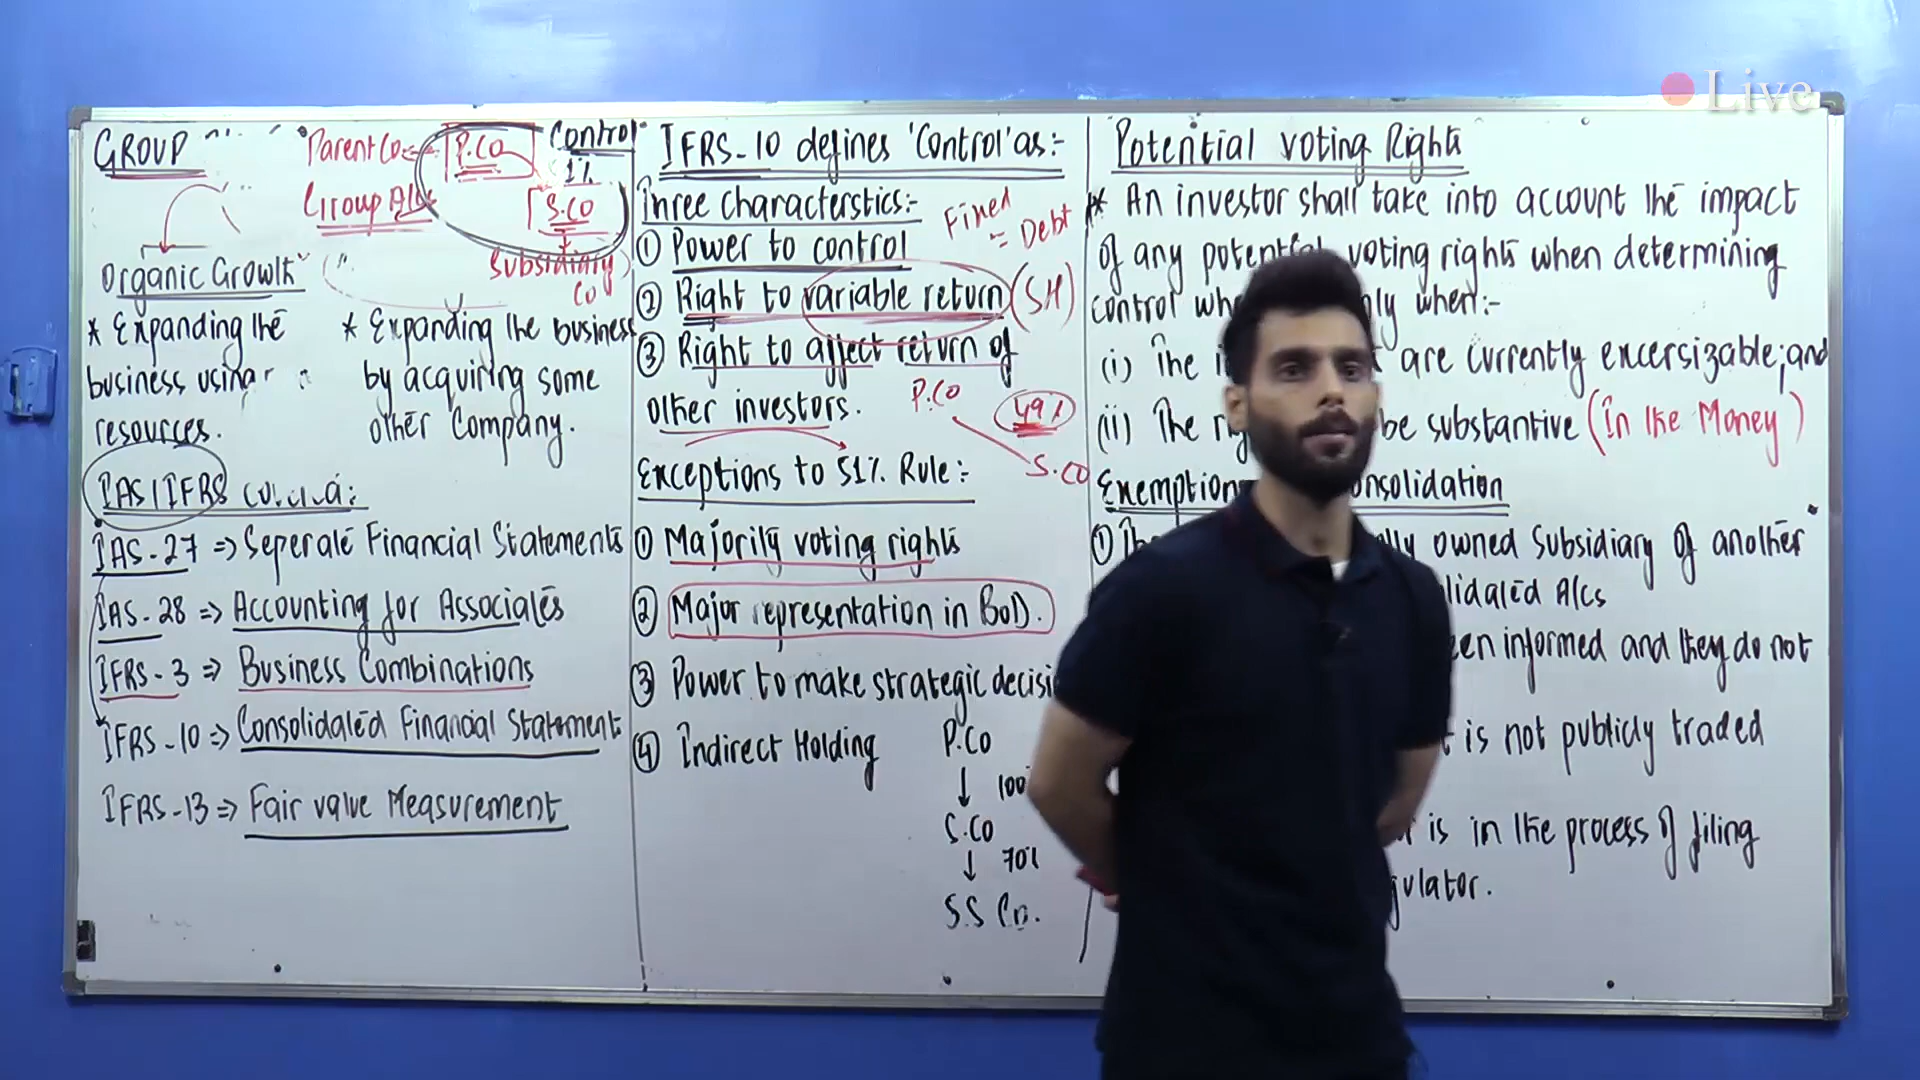 Live
GROUP
Parent Co
P.CO
Control
1%
Group A/Cs
S.CO
Subsidiary
Co
Organic Growth
* Expanding the
business using
resources.
* Expanding the business
by acquiring some
other Company.
IAS/IFRS
IAS-27 => Seperate Financial Statements
IAS-28 => Accounting for Associates
IFRS-3 => Business Combinations
IFRS-10 => Consolidated Financial Statement
IFRS-13 => Fair value Measurement
IFRS-10 defines 'Control' as:-
Three Characterstics:-
Fixed
= Debt
① Power to control
② Right to variable return (SH)
③ Right to affect return of
other investors.
P.CO
49%
S.CO
Exceptions to 51% Rule:-
① Majority voting rights
② Major representation in BoD.
③ Power to make strategic decisi
④ Indirect Holding
P.CO
↓ 100
S.CO
↓ 70%
S.S Co.
Potential Voting Rights
* An investor shall take into account the impact
of any potential voting rights when determining
control when:-
(i) The are currently excersizable; and
(ii) The be substantive (In the Money)
Exemption onsolidation
① owned Subsidiary of another
A/Cs
informed and they do not
is not publicly traded
is in the process of filing